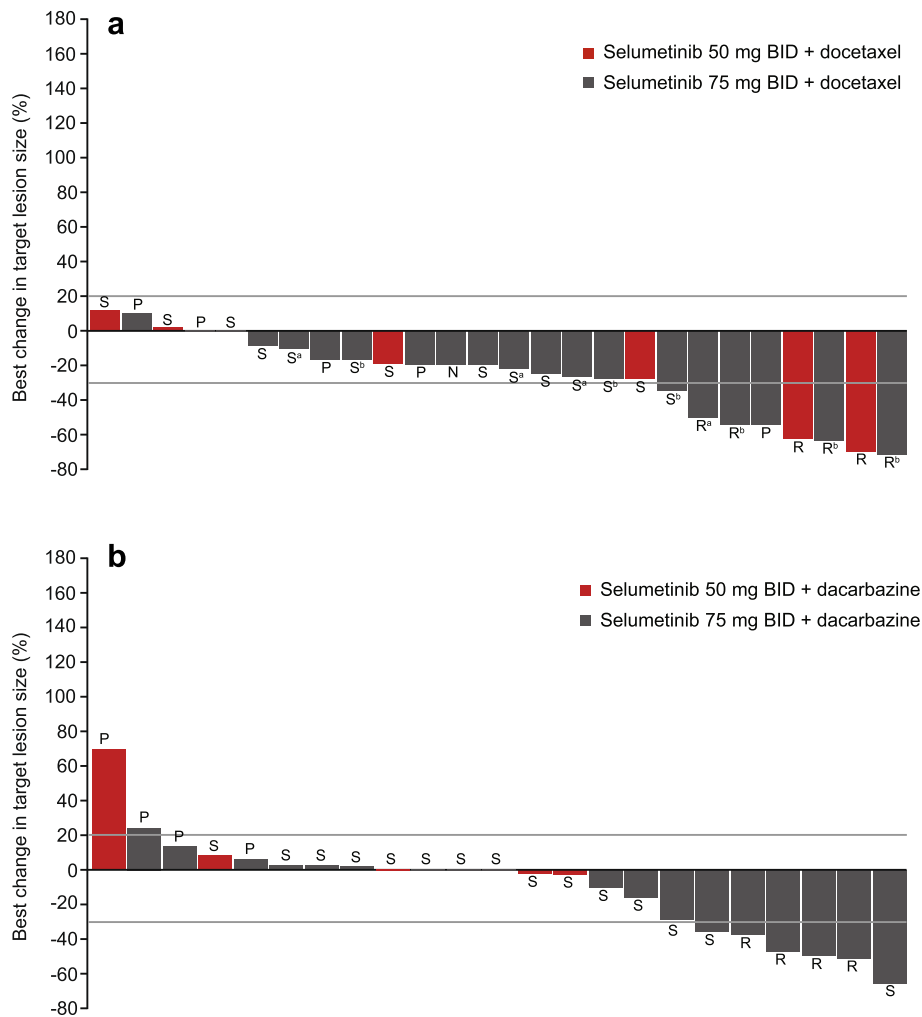 a
Best change in target lesion size (%)
180
160
140
120
100
80
60
40
20
0
-20
-40
-60
-80
Selumetinib 50 mg BID + docetaxel
Selumetinib 75 mg BID + docetaxel
S P S P S S Sᵃ P Sᵇ S P N S Sᵃ S Sᵃ Sᵇ S Sᵇ Rᵃ Rᵇ P R Rᵇ R Rᵇ
b
Best change in target lesion size (%)
180
160
140
120
100
80
60
40
20
0
-20
-40
-60
-80
Selumetinib 50 mg BID + dacarbazine
Selumetinib 75 mg BID + dacarbazine
P P P S P S S S S S S S S S S S S S R R R R S